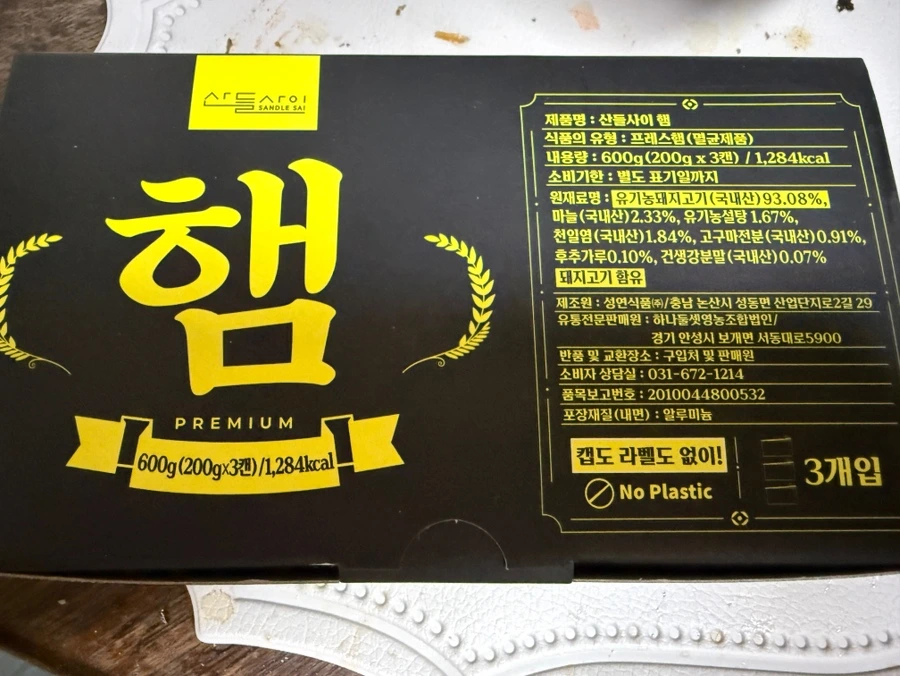 산들사이
SANDLE SAI
햄
PREMIUM
600g(200gx3캔)/1,284kcal
제품명 : 산들사이 햄
식품의 유형 : 프레스햄(멸균제품)
내용량 : 600g(200g x 3캔) / 1,284kcal
소비기한 : 별도 표기일까지
원재료명 : 유기농돼지고기(국내산)93.08%,
마늘(국내산)2.33%, 유기농설탕 1.67%,
천일염(국내산)1.84%, 고구마전분(국내산)0.91%,
후추가루0.10%, 건생강분말(국내산)0.07%
돼지고기 함유
제조원 : 성연식품㈜/충남 논산시 성동면 산업단지로2길 29
유통전문판매원 : 하나둘셋영농조합법인/
경기 안성시 보개면 서동대로5900
반품 및 교환장소 : 구입처 및 판매원
소비자 상담실 : 031-672-1214
품목보고번호 : 2010044800532
포장재질(내면) : 알루미늄
캡도 라벨도 없이!
No Plastic
3개입